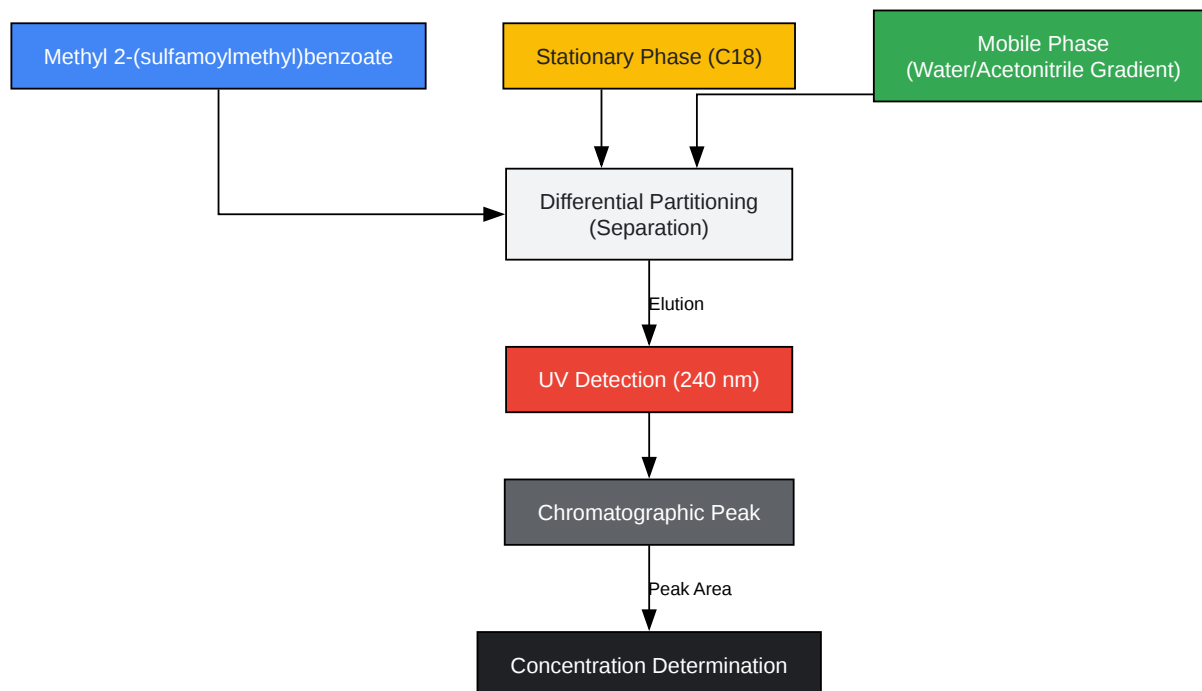 Methyl 2-(sulfamoylmethyl)benzoate
Stationary Phase (C18)
Mobile Phase
(Water/Acetonitrile Gradient)
Differential Partitioning
(Separation)
Elution
UV Detection (240 nm)
Chromatographic Peak
Peak Area
Concentration Determination